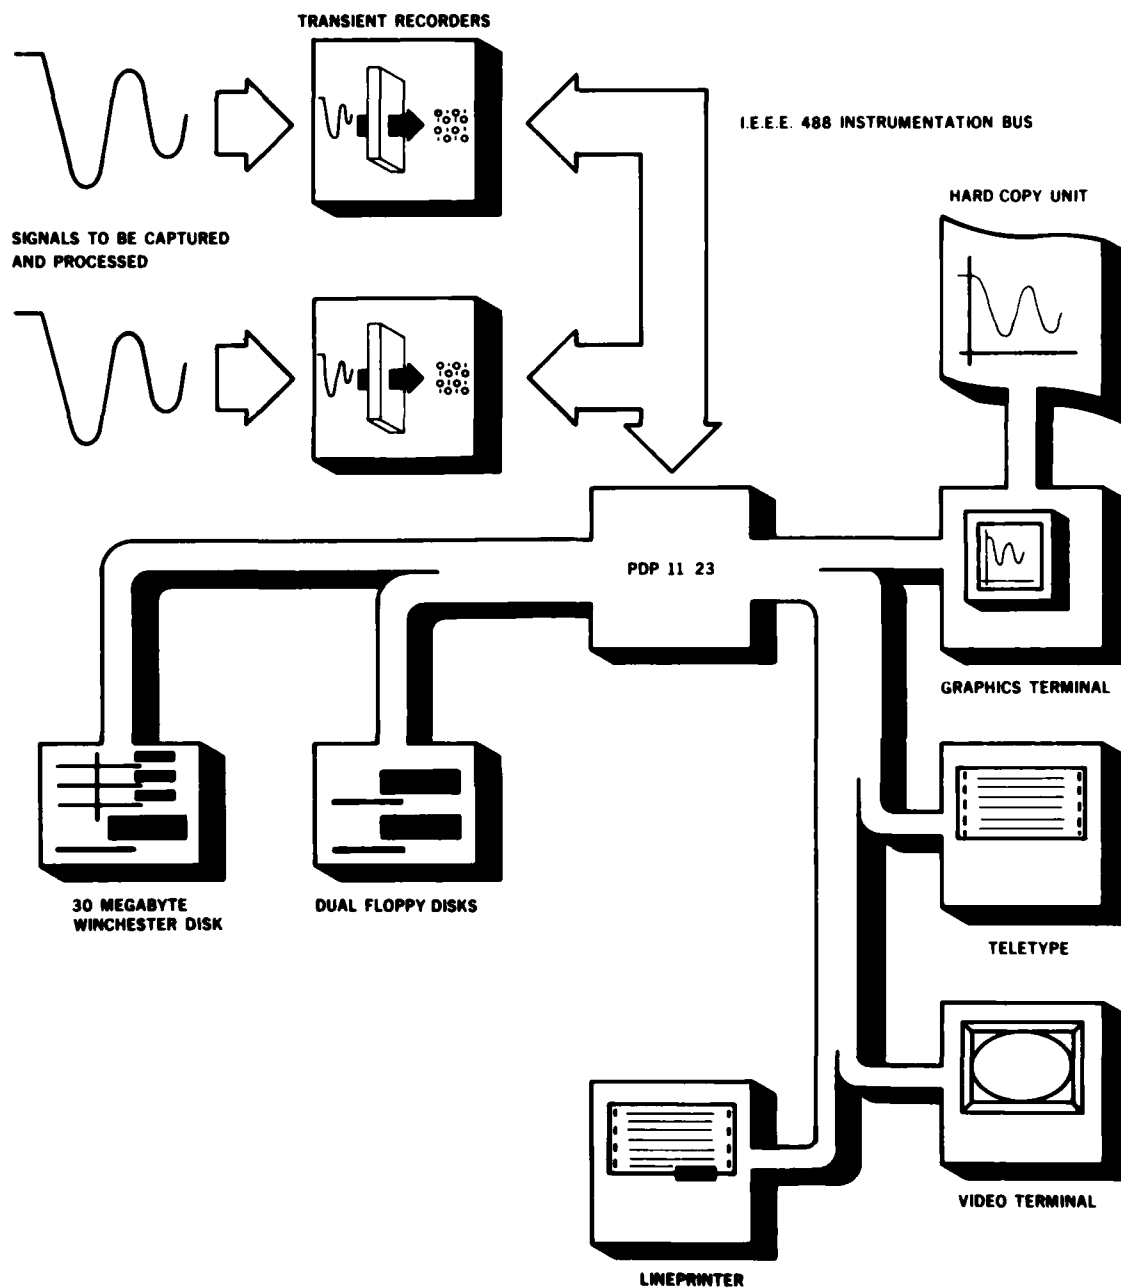 TRANSIENT RECORDERS
I.E.E.E. 488 INSTRUMENTATION BUS
HARD COPY UNIT
SIGNALS TO BE CAPTURED
AND PROCESSED
PDP 11 23
GRAPHICS TERMINAL
30 MEGABYTE
WINCHESTER DISK
DUAL FLOPPY DISKS
TELETYPE
VIDEO TERMINAL
LINEPRINTER